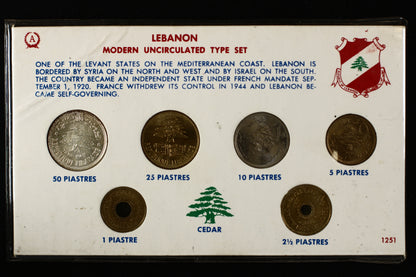 A
LEBANON
MODERN UNCIRCULATED TYPE SET
ONE OF THE LEVANT STATES ON THE MEDITERRANEAN COAST. LEBANON IS
BORDERED BY SYRIA ON THE NORTH AND WEST AND BY ISRAEL ON THE SOUTH.
THE COUNTRY BECAME AN INDEPENDENT STATE UNDER FRENCH MANDATE SEP-
TEMBER 1, 1920. FRANCE WITHDREW ITS CONTROL IN 1944 AND LEBANON BE-
CAME SELF-GOVERNING.
50 PIASTRES
25 PIASTRES
10 PIASTRES
5 PIASTRES
1 PIASTRE
CEDAR
2½ PIASTRES
1251